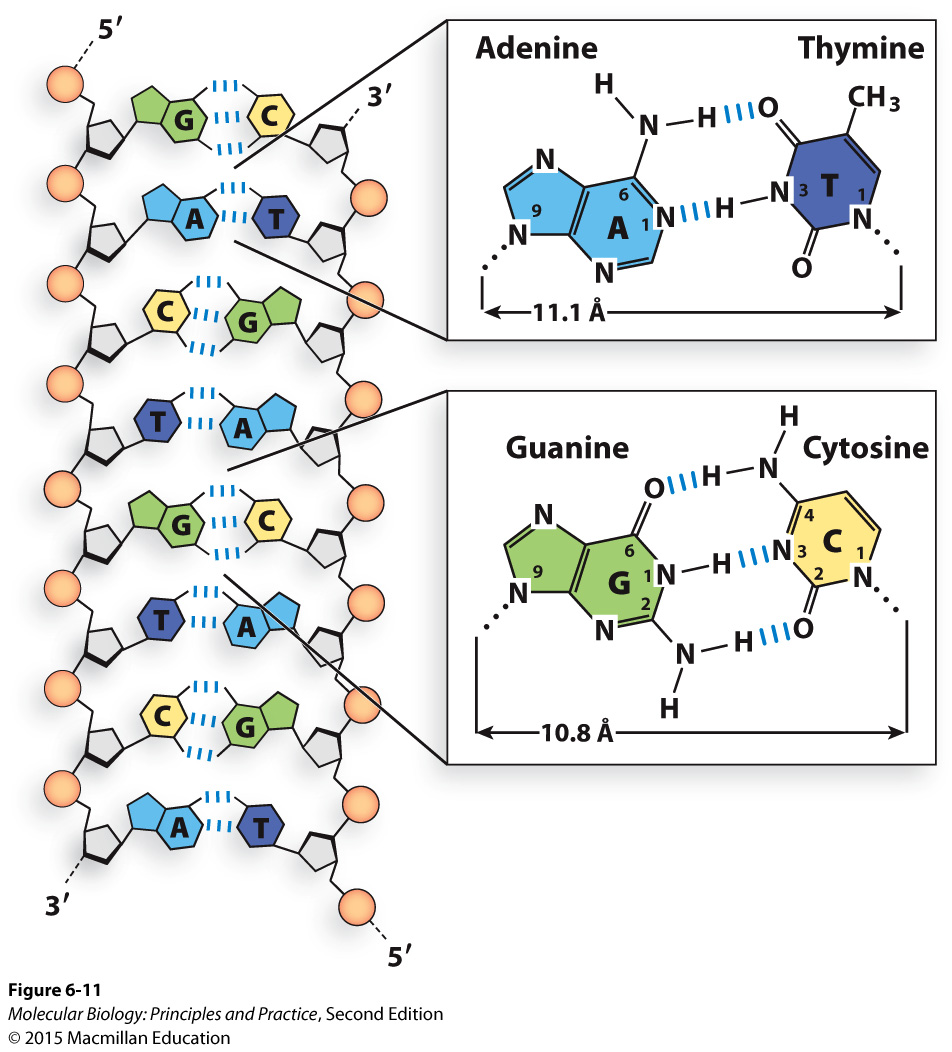 5′
3′
G C
A T
C G
T A
G C
T A
C G
A T
3′
5′
Adenine Thymine
H CH3
N H O
N 6 N 3 T 1
9 A 1 N H N
N N O
11.1 Å
Guanine Cytosine
H
O H N
N 6 4
9 G 1 N H N 3 C 1
N 2 2 N
N H O
N
H
10.8 Å
Figure 6-11
Molecular Biology: Principles and Practice, Second Edition
© 2015 Macmillan Education